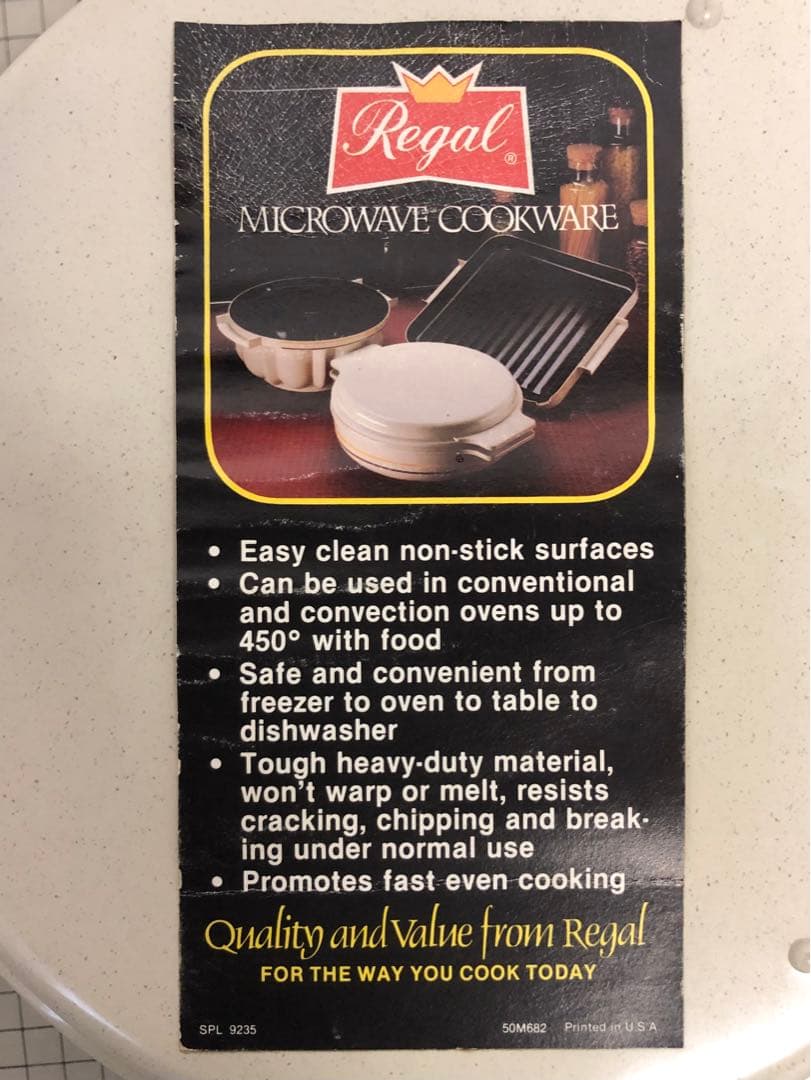 Regal®
MICROWAVE COOKWARE
• Easy clean non-stick surfaces
• Can be used in conventional
and convection ovens up to
450° with food
• Safe and convenient from
freezer to oven to table to
dishwasher
• Tough heavy-duty material,
won't warp or melt, resists
cracking, chipping and break-
ing under normal use
• Promotes fast even cooking
Quality and Value from Regal
FOR THE WAY YOU COOK TODAY
SPL 9235 50M682 Printed in U S A